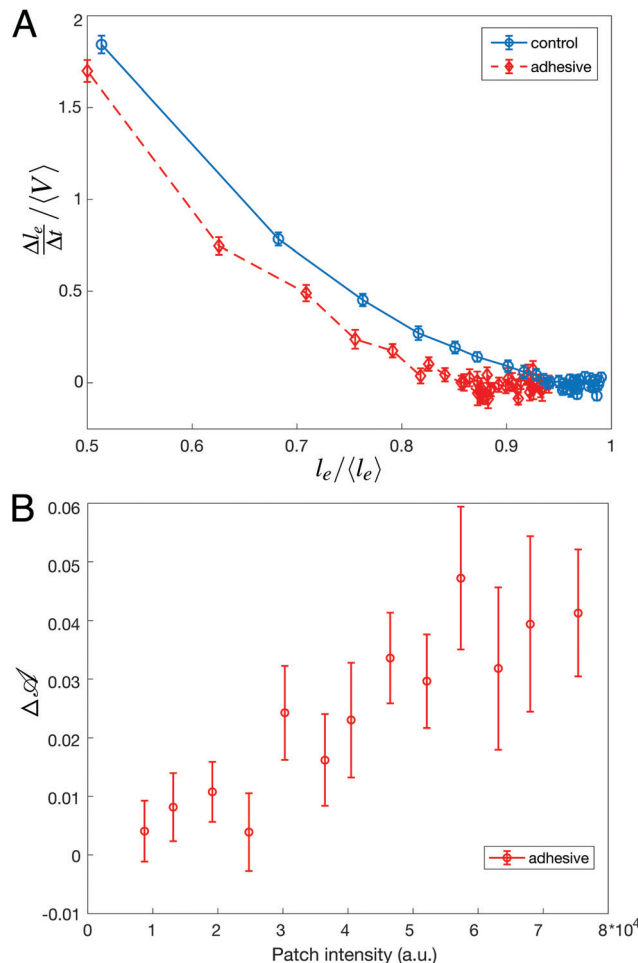 A
2
1.5
1
0.5
0
Δl_e/Δt / ⟨V⟩
control
adhesive
0.5 0.6 0.7 0.8 0.9 1
l_e/⟨l_e⟩
B
0.06
0.05
0.04
0.03
0.02
0.01
0
-0.01
Δ𝒜
adhesive
0 1 2 3 4 5 6 7 8*10⁴
Patch intensity (a.u.)